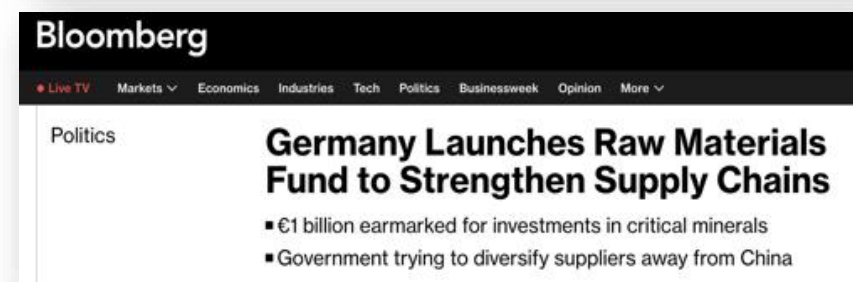 Bloomberg
Live TV Markets Economics Industries Tech Politics Businessweek Opinion More
Politics
Germany Launches Raw Materials
Fund to Strengthen Supply Chains
▪ €1 billion earmarked for investments in critical minerals
▪ Government trying to diversify suppliers away from China